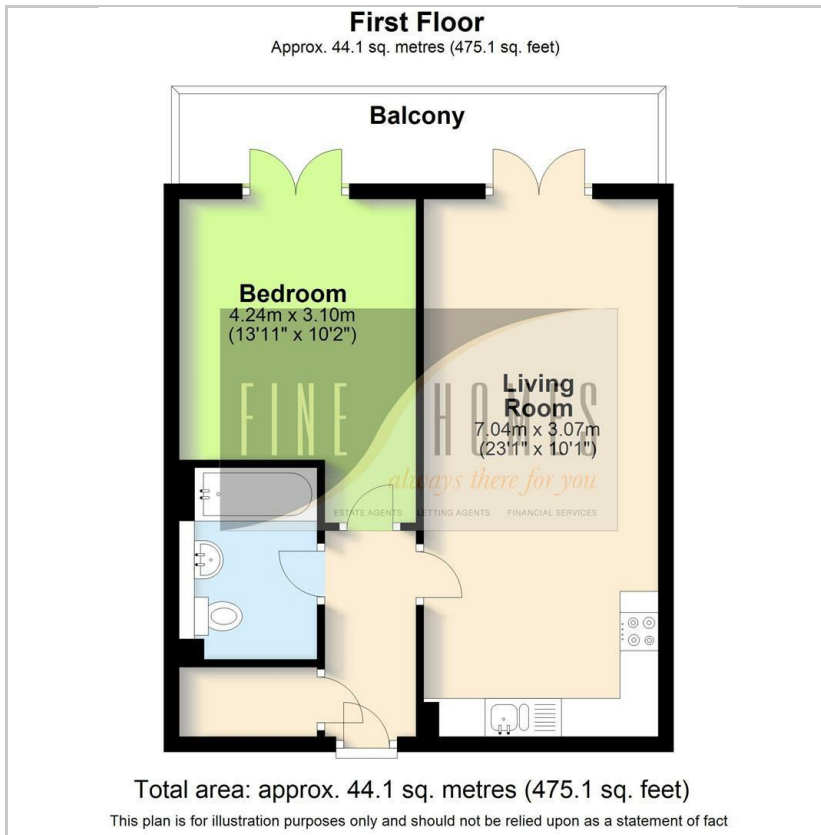 First Floor
Approx. 44.1 sq. metres (475.1 sq. feet)
Balcony
Bedroom
4.24m x 3.10m
(13'11" x 10'2")
Living
Room
7.04m x 3.07m
(23'1" x 10'1")
FINE HOMES
always there for you
ESTATE AGENTS LETTING AGENTS FINANCIAL SERVICES
Total area: approx. 44.1 sq. metres (475.1 sq. feet)
This plan is for illustration purposes only and should not be relied upon as a statement of fact